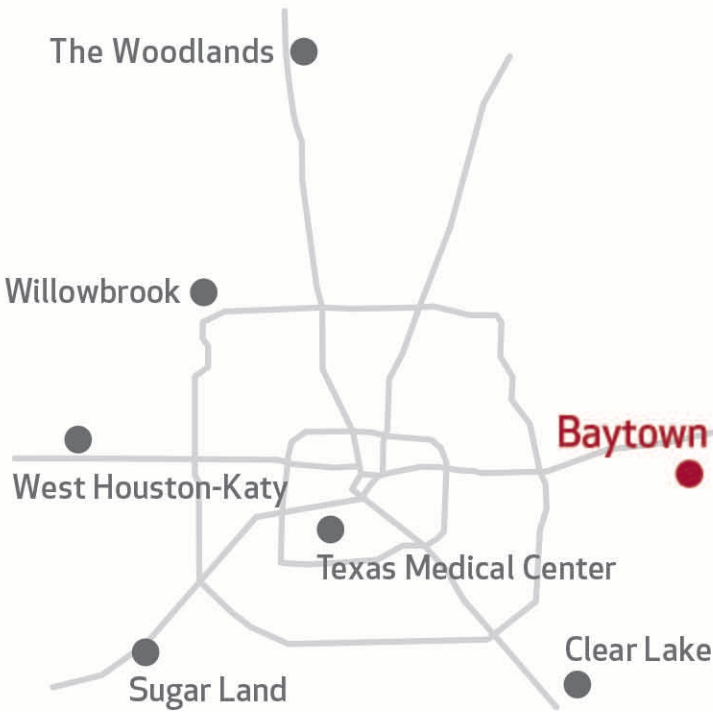 The Woodlands
Willowbrook
Baytown
West Houston-Katy
Texas Medical Center
Clear Lake
Sugar Land